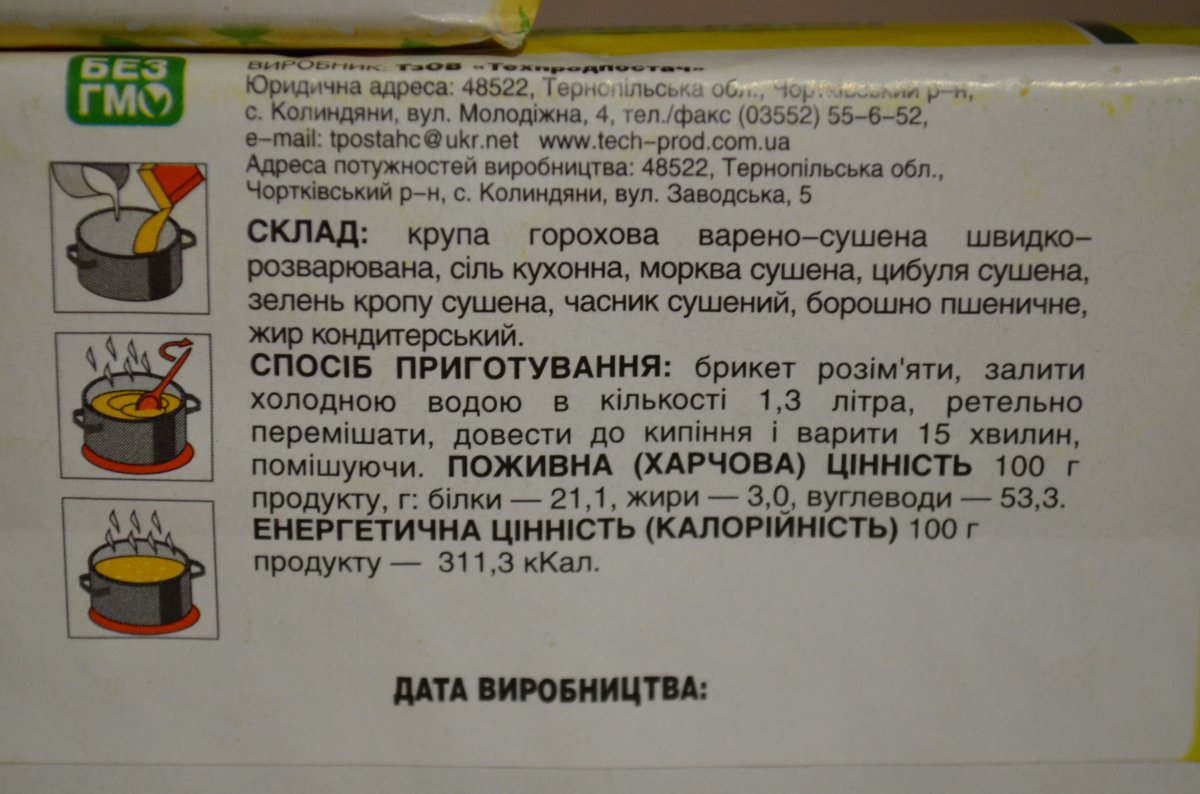 БЕЗ
ГМО
ВИРОБНИК: ТзОВ «Техпродпостач»
Юридична адреса: 48522, Тернопільська обл., Чортківський р–н,
с. Колиндяни, вул. Молодіжна, 4, тел./факс (03552) 55–6–52,
e–mail: tpostahc@ukr.net www.tech–prod.com.ua
Адреса потужностей виробництва: 48522, Тернопільська обл.,
Чортківський р–н, с. Колиндяни, вул. Заводська, 5
СКЛАД: крупа горохова варено–сушена швидко–
розварювана, сіль кухонна, морква сушена, цибуля сушена,
зелень кропу сушена, часник сушений, борошно пшеничне,
жир кондитерський.
СПОСІБ ПРИГОТУВАННЯ: брикет розім'яти, залити
холодною водою в кількості 1,3 літра, ретельно
перемішати, довести до кипіння і варити 15 хвилин,
помішуючи. ПОЖИВНА (ХАРЧОВА) ЦІННІСТЬ 100 г
продукту, г: білки — 21,1, жири — 3,0, вуглеводи — 53,3.
ЕНЕРГЕТИЧНА ЦІННІСТЬ (КАЛОРІЙНІСТЬ) 100 г
продукту — 311,3 кКал.
ДАТА ВИРОБНИЦТВА: